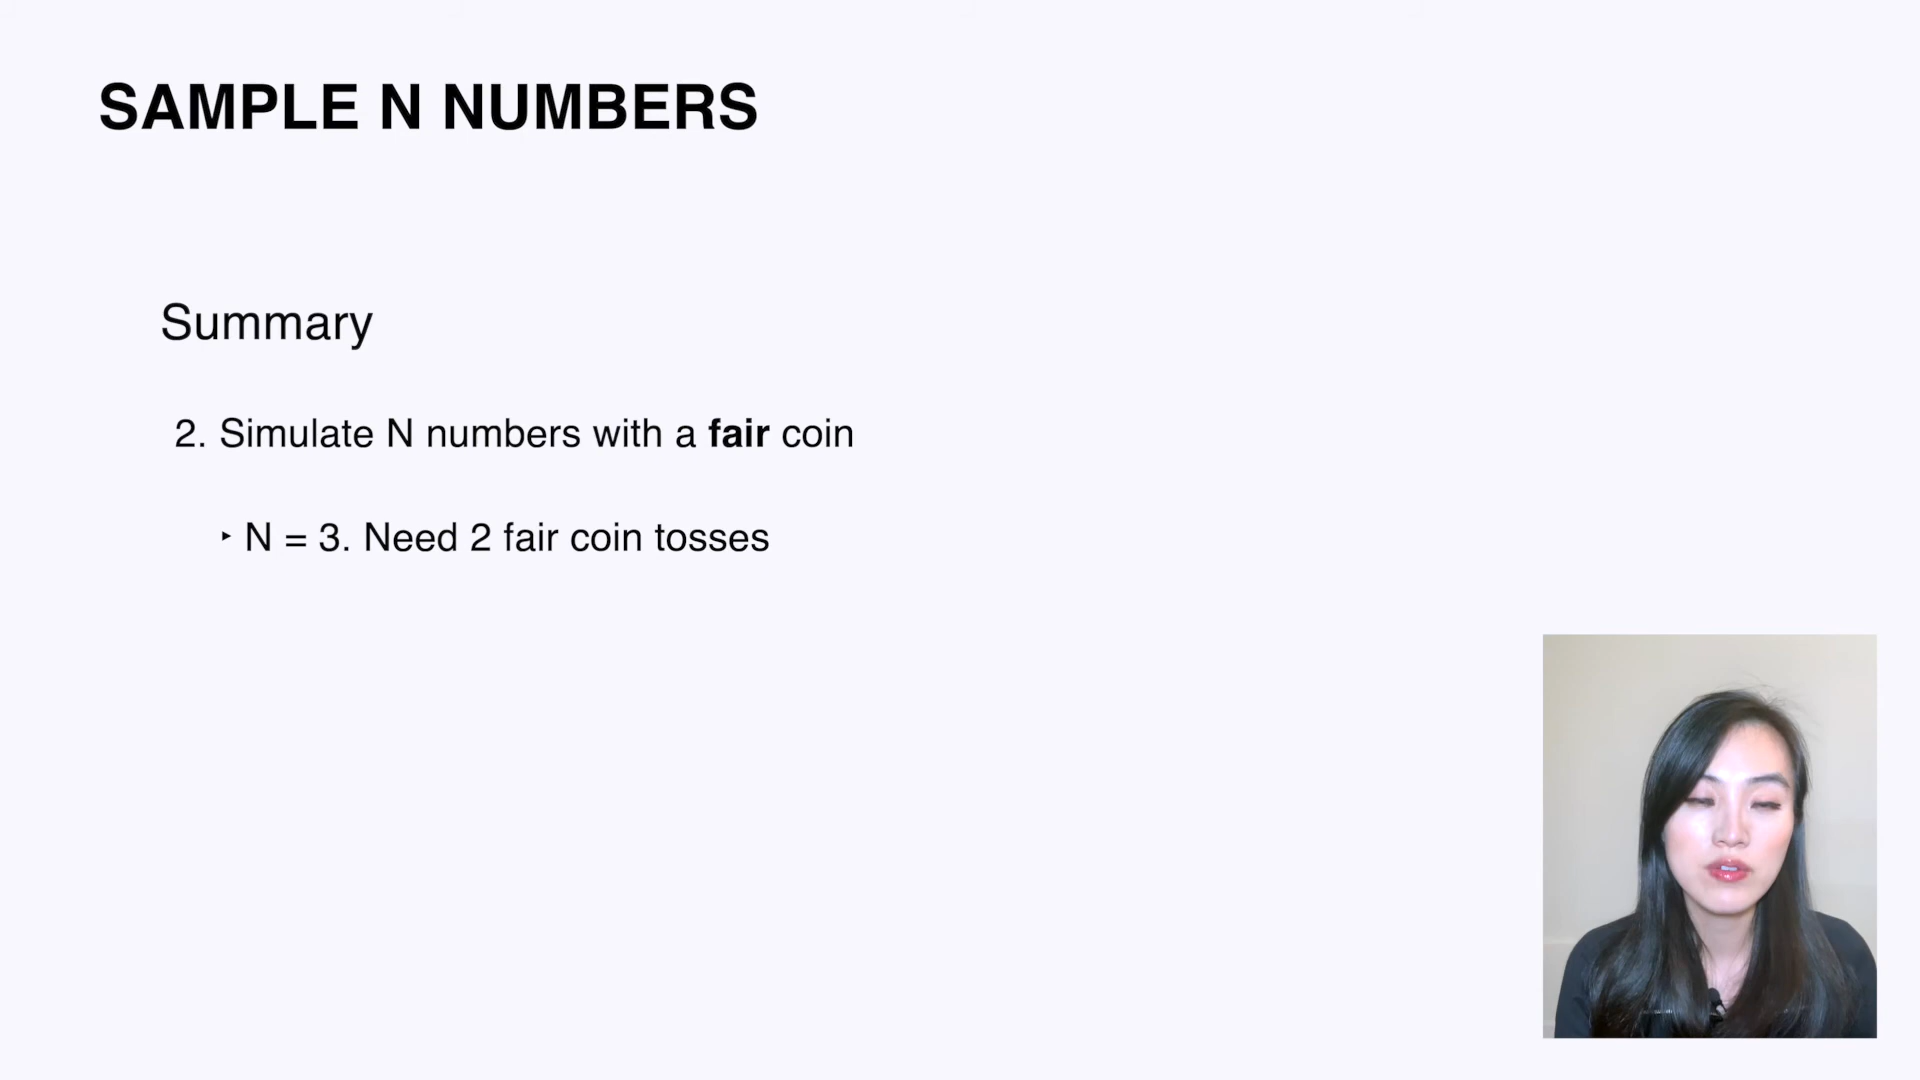 SAMPLE N NUMBERS
Summary
2. Simulate N numbers with a fair coin
‣ N = 3. Need 2 fair coin tosses